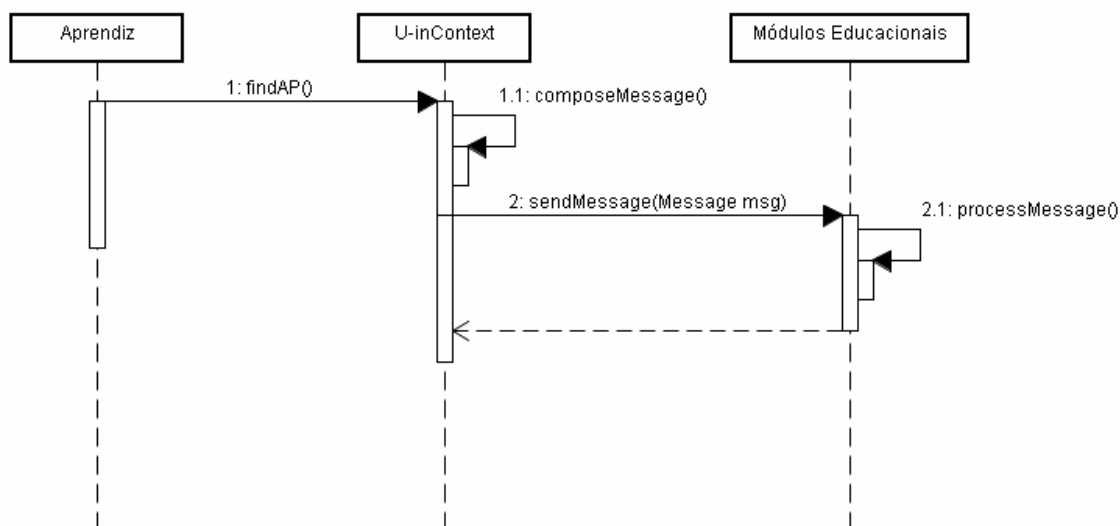 Aprendiz
U-inContext
Módulos Educacionais
1: findAP()
1.1: composeMessage()
2: sendMessage(Message msg)
2.1: processMessage()